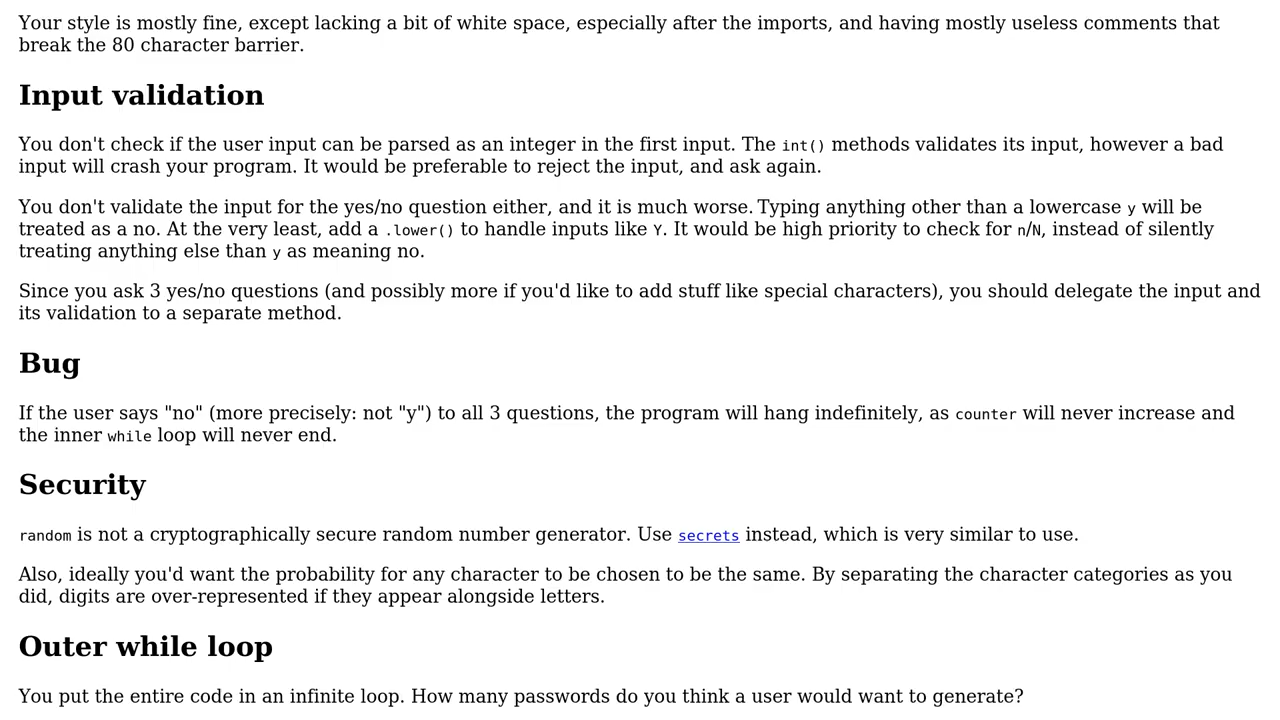 Your style is mostly fine, except lacking a bit of white space, especially after the imports, and having mostly useless comments that
break the 80 character barrier.
Input validation
You don't check if the user input can be parsed as an integer in the first input. The int() methods validates its input, however a bad
input will crash your program. It would be preferable to reject the input, and ask again.
You don't validate the input for the yes/no question either, and it is much worse. Typing anything other than a lowercase y will be
treated as a no. At the very least, add a .lower() to handle inputs like Y. It would be high priority to check for n/N, instead of silently
treating anything else than y as meaning no.
Since you ask 3 yes/no questions (and possibly more if you'd like to add stuff like special characters), you should delegate the input and
its validation to a separate method.
Bug
If the user says "no" (more precisely: not "y") to all 3 questions, the program will hang indefinitely, as counter will never increase and
the inner while loop will never end.
Security
random is not a cryptographically secure random number generator. Use secrets instead, which is very similar to use.
Also, ideally you'd want the probability for any character to be chosen to be the same. By separating the character categories as you
did, digits are over-represented if they appear alongside letters.
Outer while loop
You put the entire code in an infinite loop. How many passwords do you think a user would want to generate?